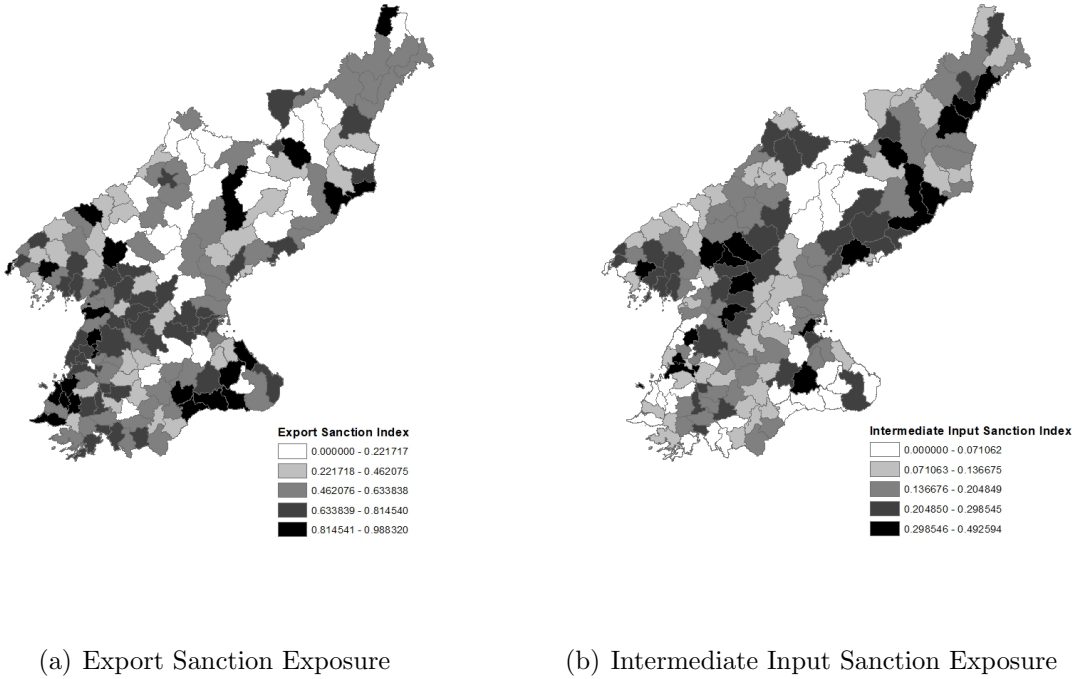 Export Sanction Index
0.000000 - 0.221717
0.221718 - 0.462075
0.462076 - 0.633838
0.633839 - 0.814540
0.814541 - 0.988320
Intermediate Input Sanction Index
0.000000 - 0.071062
0.071063 - 0.136675
0.136676 - 0.204849
0.204850 - 0.298545
0.298546 - 0.492594
(a) Export Sanction Exposure
(b) Intermediate Input Sanction Exposure